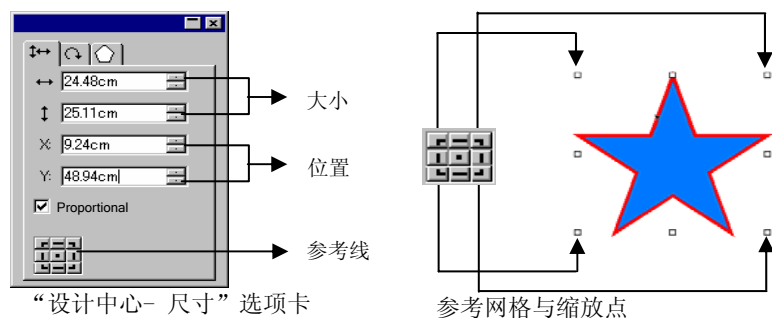 24.48cm
大小
25.11cm
X: 9.24cm
位置
Y: 48.94cm
Proportional
参考线
“设计中心- 尺寸”选项卡
参考网格与缩放点